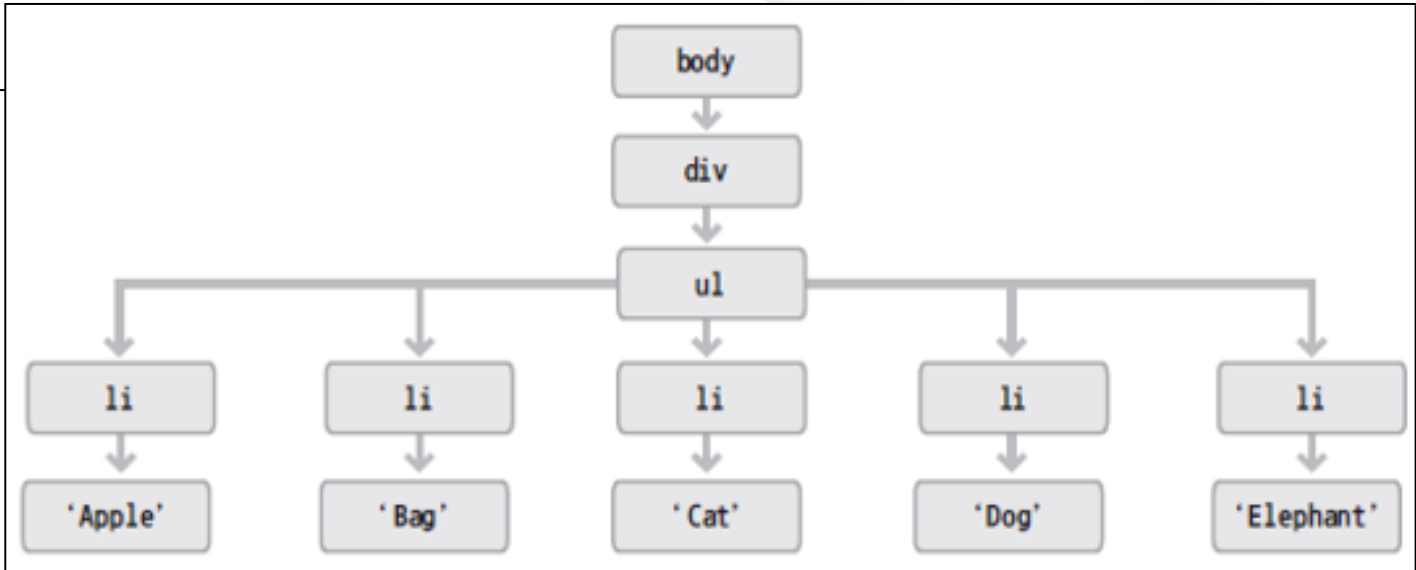 body
div
ul
li li li li li
‘Apple’ ‘Bag’ ‘Cat’ ‘Dog’ ‘Elephant’